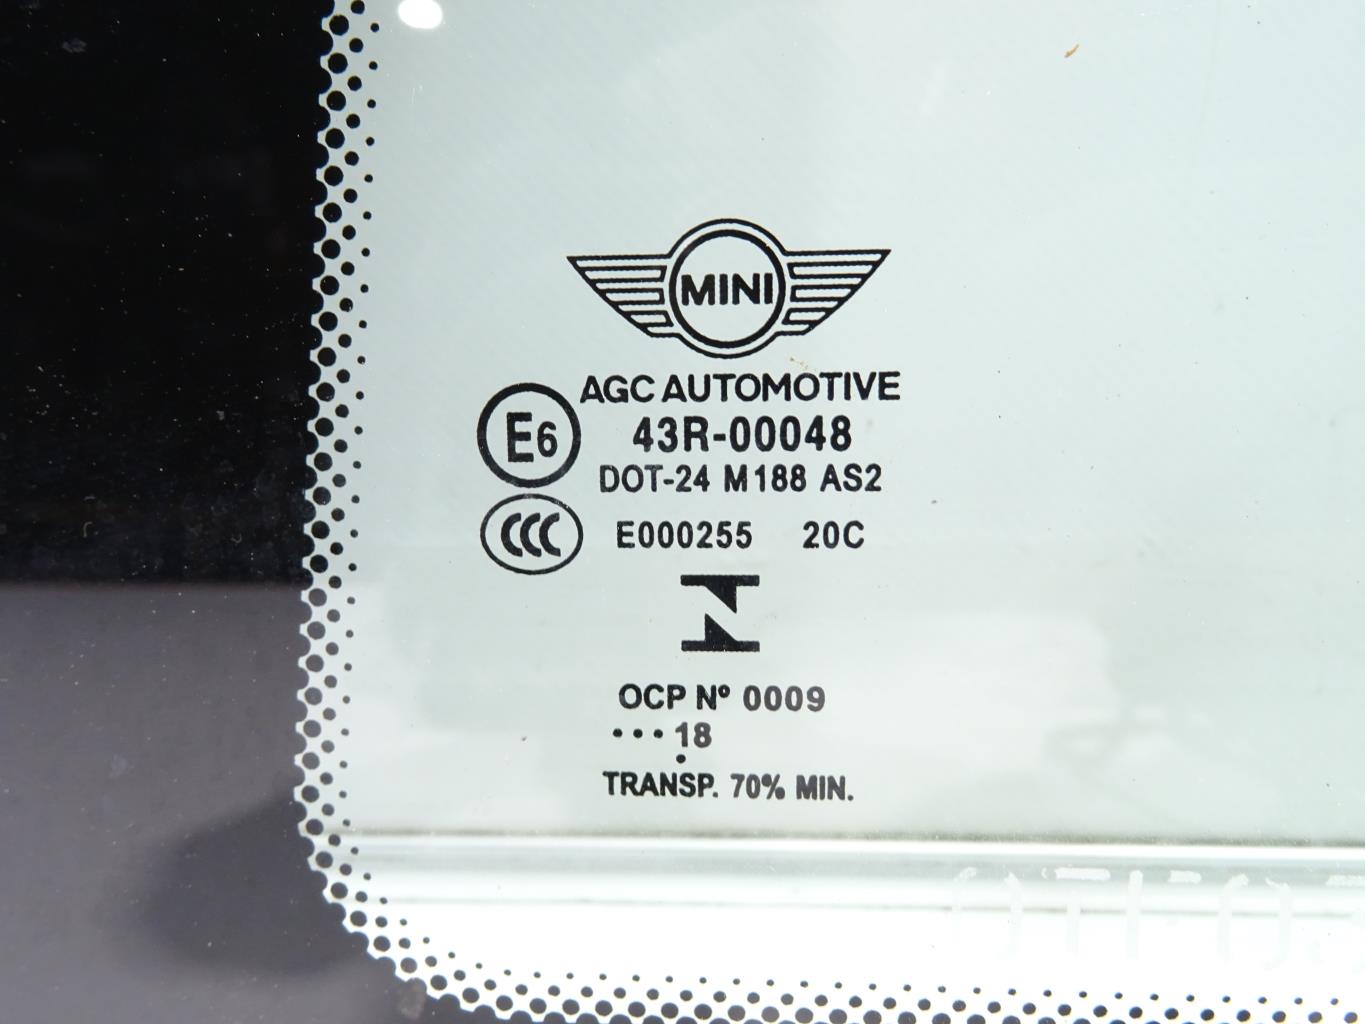 MINI
AGC AUTOMOTIVE
E6
43R-00048
DOT-24 M188 AS2
CCC
E000255 20C
OCP Nº 0009
•••18
•
TRANSP. 70% MIN.